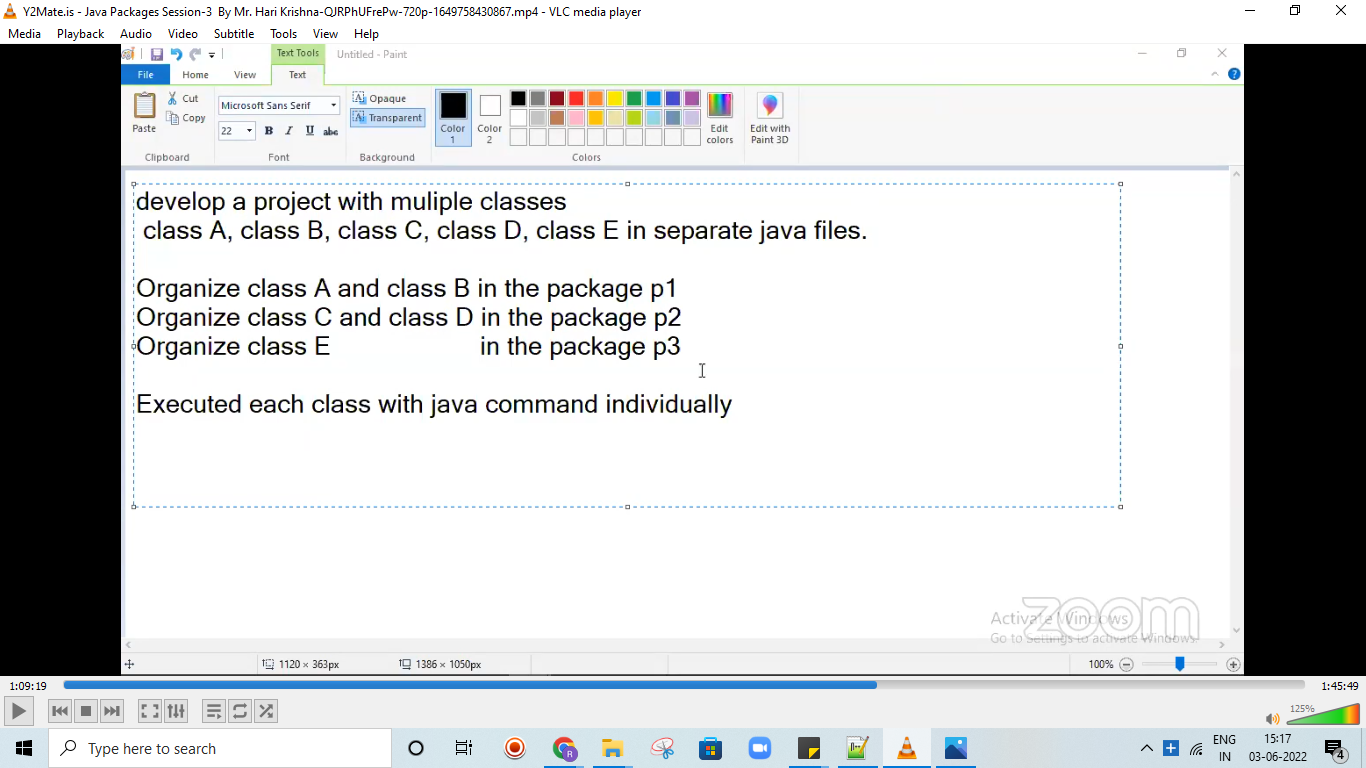 Y2Mate.is - Java Packages Session-3 By Mr. Hari Krishna-QJRPhUFrePw-720p-1649758430867.mp4 - VLC media player
Media Playback Audio Video Subtitle Tools View Help
Text Tools Untitled - Paint
File Home View Text
Paste Cut Copy
Microsoft Sans Serif
22 B I U abc
Opaque
Transparent
Color 1 Color 2
Edit colors
Edit with Paint 3D
Clipboard Font Background Colors
develop a project with muliple classes
class A, class B, class C, class D, class E in separate java files.
Organize class A and class B in the package p1
Organize class C and class D in the package p2
Organize class E in the package p3
Executed each class with java command individually
zoom
Activate Windows
Go to Settings to activate Windows.
1120 × 363px 1386 × 1050px 100%
1:09:19 1:45:49
125%
Type here to search
R
ENG 15:17
IN 03-06-2022 4